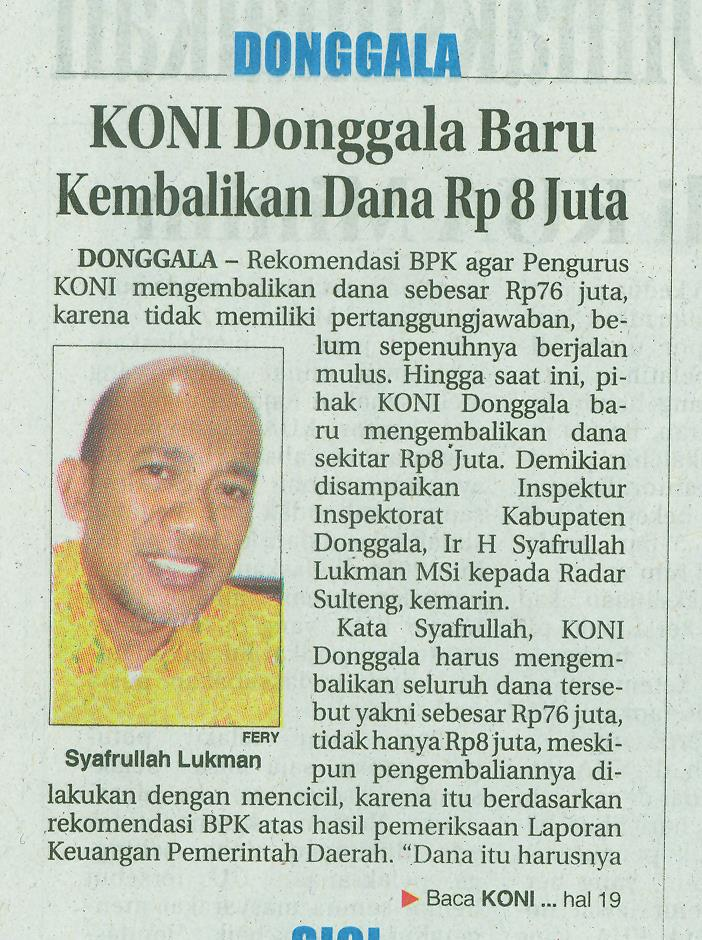 DONGGALA
KONI Donggala Baru
Kembalikan Dana Rp 8 Juta
DONGGALA – Rekomendasi BPK agar Pengurus
KONI mengembalikan dana sebesar Rp76 juta,
karena tidak memiliki pertanggungjawaban, be-
lum sepenuhnya berjalan
mulus. Hingga saat ini, pi-
hak KONI Donggala ba-
ru mengembalikan dana
sekitar Rp8 Juta. Demikian
disampaikan Inspektur
Inspektorat Kabupaten
Donggala, Ir H Syafrullah
Lukman MSi kepada Radar
Sulteng, kemarin.
Kata Syafrullah, KONI
Donggala harus mengem-
balikan seluruh dana terse-
but yakni sebesar Rp76 juta,
tidak hanya Rp8 juta, meski-
pun pengembaliannya di-
lakukan dengan mencicil, karena itu berdasarkan
rekomendasi BPK atas hasil pemeriksaan Laporan
Keuangan Pemerintah Daerah. “Dana itu harusnya
FERY
Syafrullah Lukman
Baca KONI ... hal 19